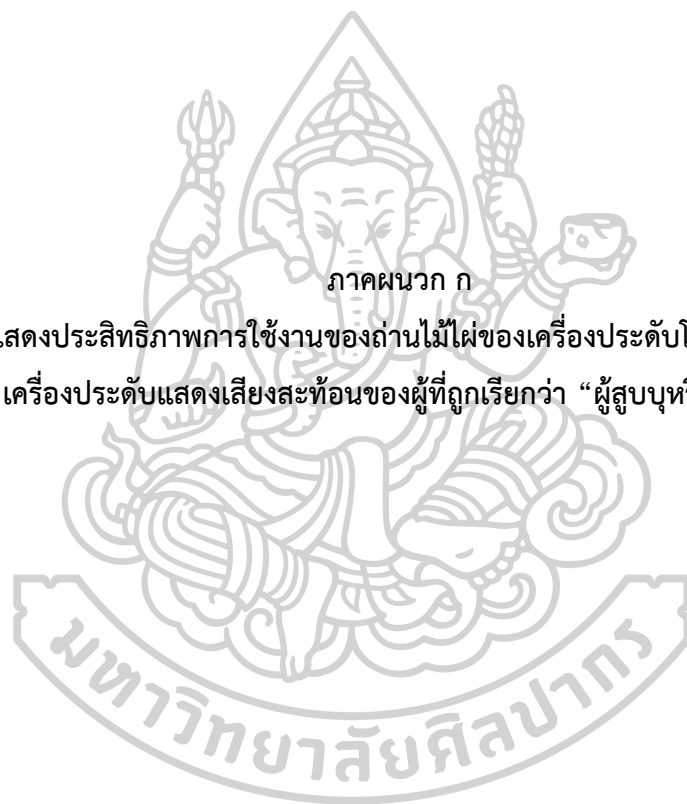 ภาคผนวก ก
แสดงประสิทธิภาพการใช้งานของถ่านไม้ไผ่ของเครื่องประดับ
เครื่องประดับแสดงเสียงสะท้อนของผู้ที่ถูกเรียกว่า “ผู้สูบบุหรี่
มหาวิทยาลัยศิลปากร